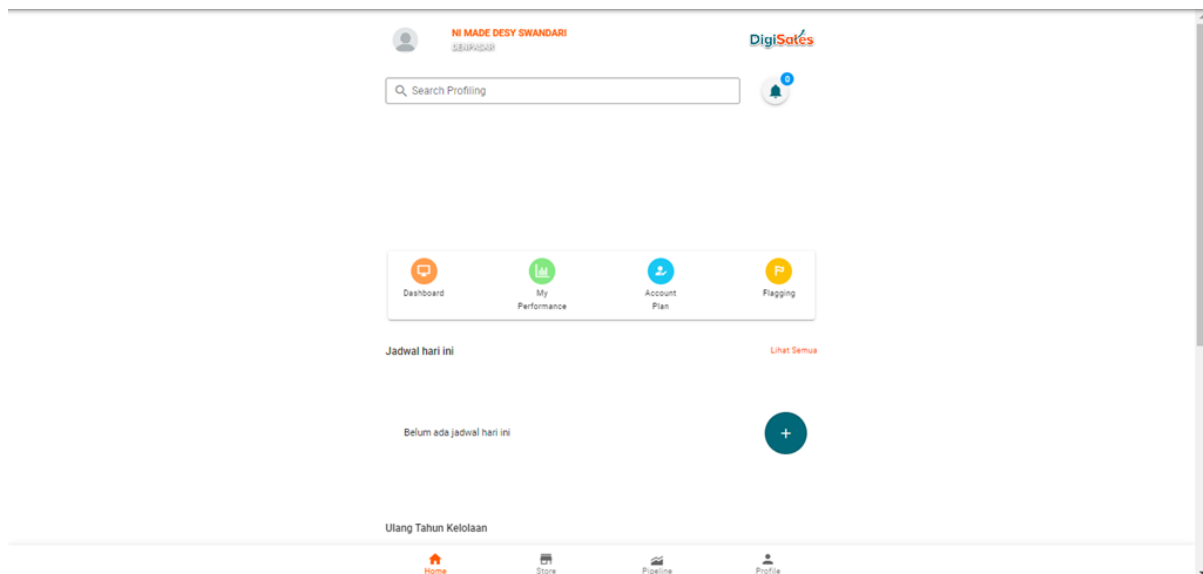 NI MADE DESY SWANDARI
DENPASAR
DigiSales
Search Profiling
0
Dashboard
My
Performance
Account
Plan
Flagging
Jadwal hari ini
Lihat Semua
Belum ada jadwal hari ini
+
Ulang Tahun Kelolaan
Home
Store
Pipeline
Profile